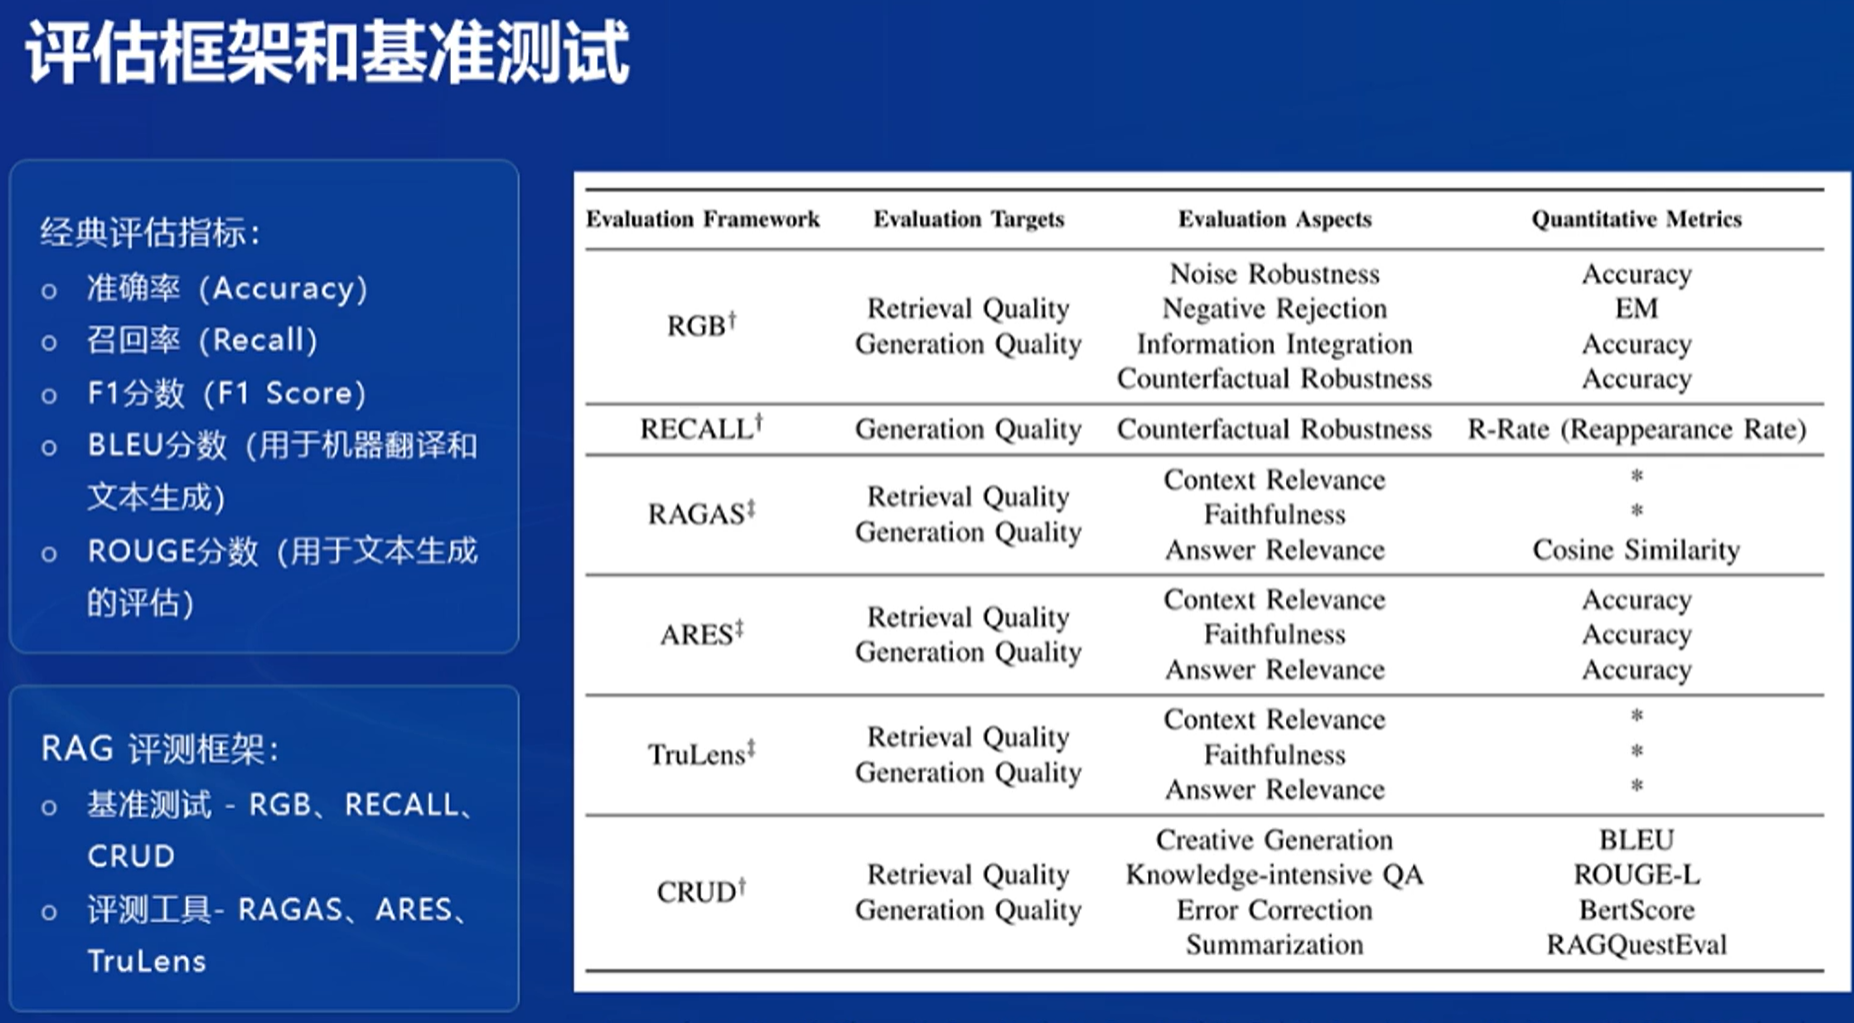 评估框架和基准测试
经典评估指标：
o 准确率（Accuracy）
o 召回率（Recall）
o F1分数（F1 Score）
o BLEU分数（用于机器翻译和
文本生成）
o ROUGE分数（用于文本生成
的评估）
RAG 评测框架：
o 基准测试 - RGB、RECALL、
CRUD
o 评测工具- RAGAS、ARES、
TruLens
Evaluation Framework Evaluation Targets Evaluation Aspects Quantitative Metrics
RGB†
Retrieval Quality
Generation Quality
Noise Robustness Accuracy
Negative Rejection EM
Information Integration Accuracy
Counterfactual Robustness Accuracy
RECALL† Generation Quality Counterfactual Robustness R-Rate (Reappearance Rate)
RAGAS‡
Retrieval Quality
Generation Quality
Context Relevance *
Faithfulness *
Answer Relevance Cosine Similarity
ARES‡
Retrieval Quality
Generation Quality
Context Relevance Accuracy
Faithfulness Accuracy
Answer Relevance Accuracy
TruLens‡
Retrieval Quality
Generation Quality
Context Relevance *
Faithfulness *
Answer Relevance *
CRUD†
Retrieval Quality
Generation Quality
Creative Generation BLEU
Knowledge-intensive QA ROUGE-L
Error Correction BertScore
Summarization RAGQuestEval